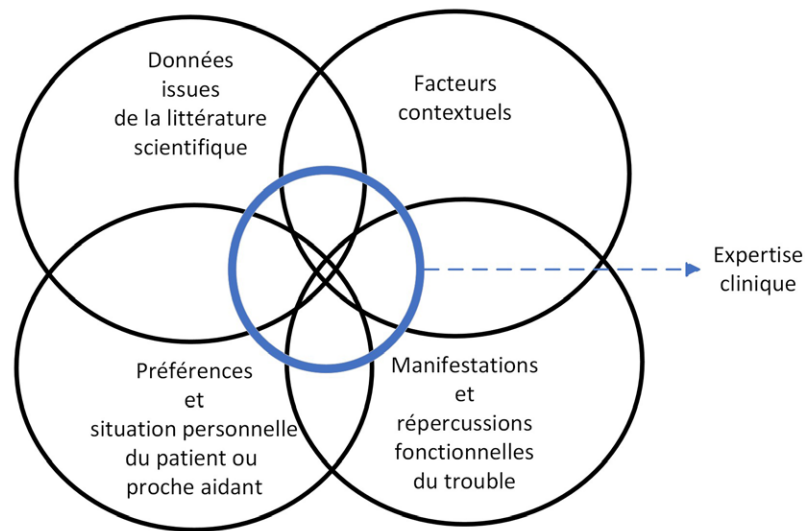 Données
issues
de la littérature
scientifique
Facteurs
contextuels
Expertise
clinique
Préférences
et
situation personnelle
du patient ou
proche aidant
Manifestations
et
répercussions
fonctionnelles
du trouble